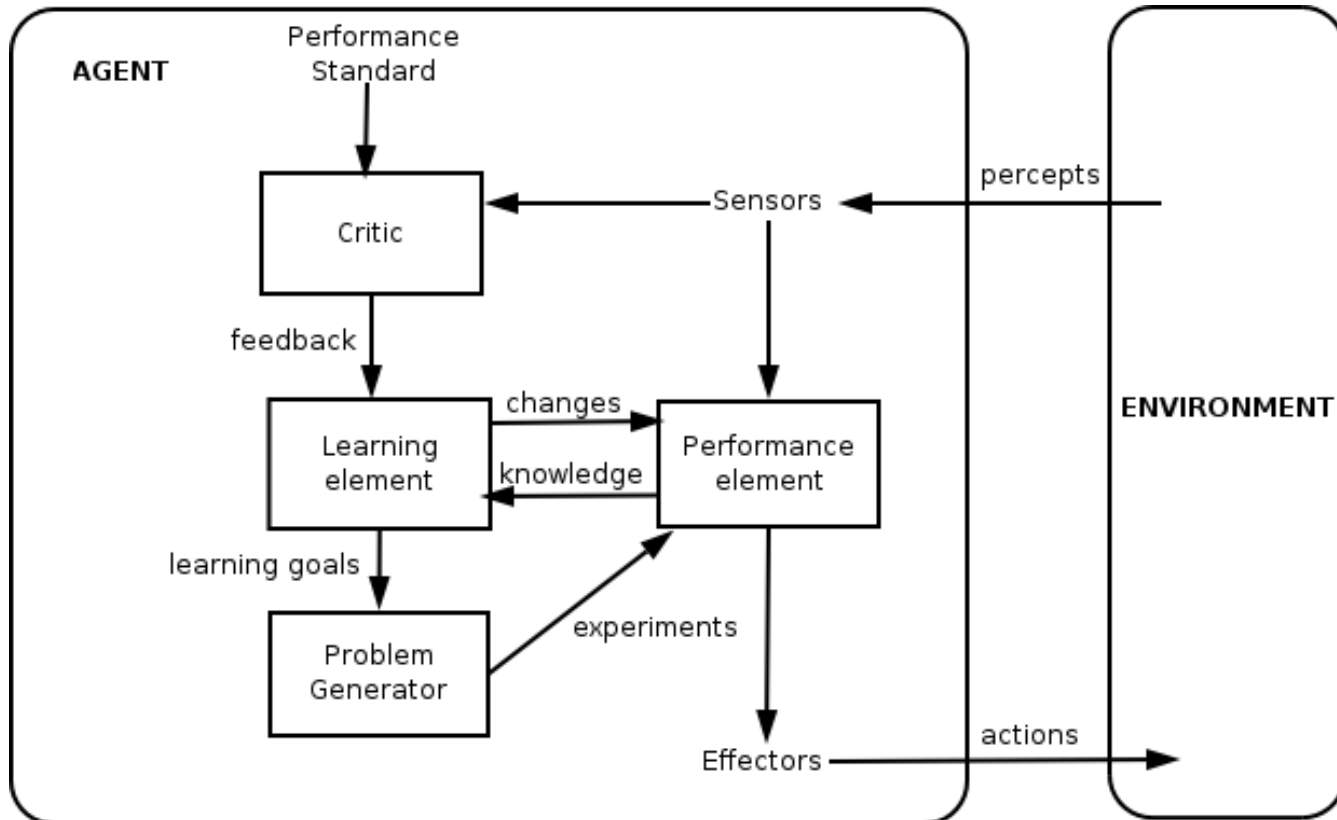 Performance
Standard
AGENT
percepts
Sensors
Critic
feedback
changes
ENVIRONMENT
Learning
element
Performance
element
knowledge
learning goals
experiments
Problem
Generator
actions
Effectors